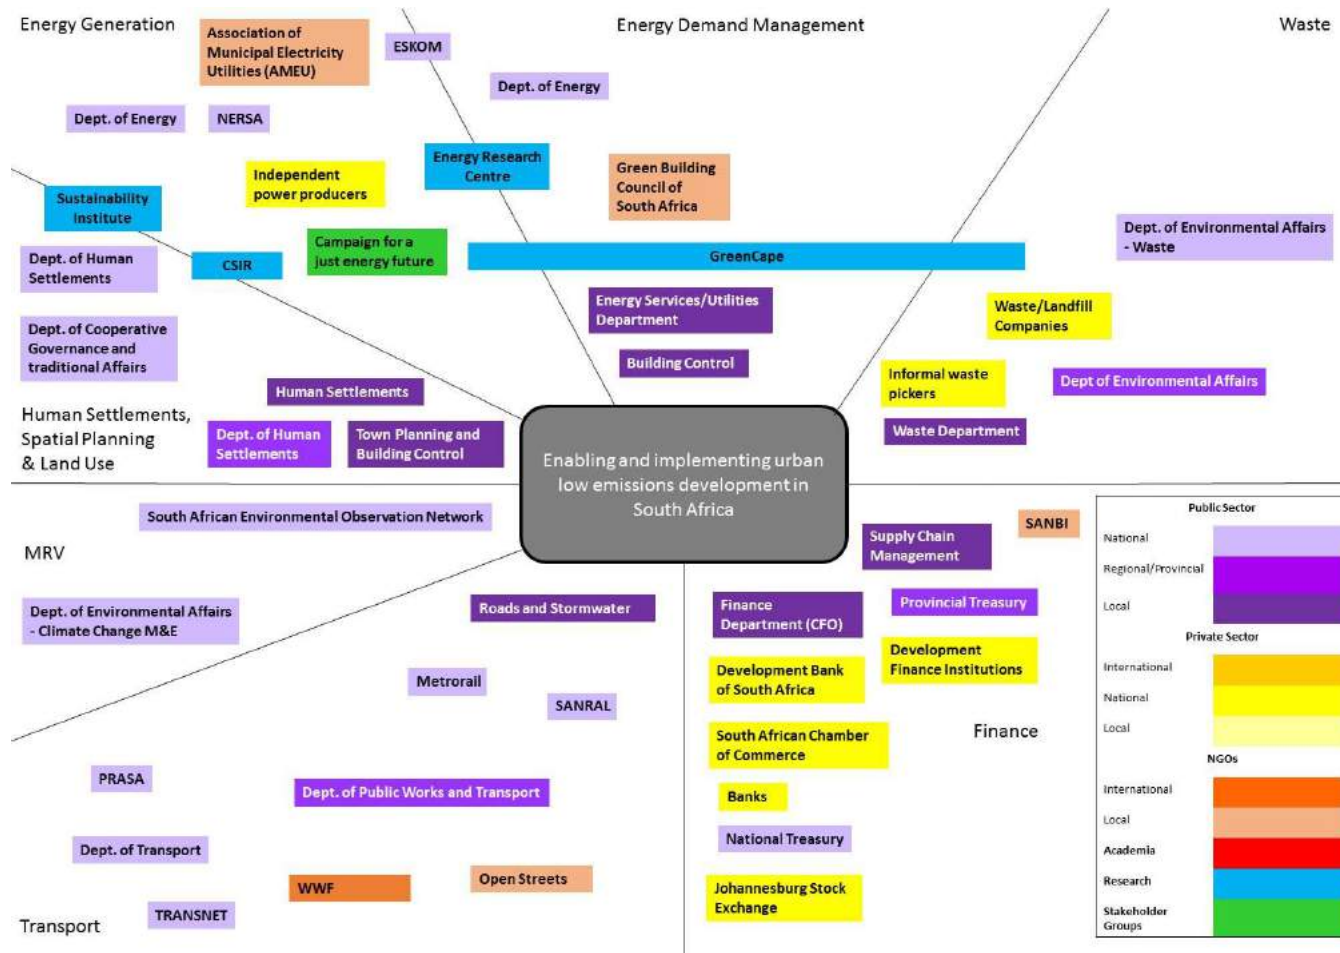 Energy Generation
Association of
Municipal Electricity
Utilities (AMEU)
ESKOM
Energy Demand Management
Waste
Dept. of Energy
Dept. of Energy
NERSA
Independent
power producers
Energy Research
Centre
Green Building
Council of
South Africa
Sustainability
Institute
Dept. of Environmental Affairs
- Waste
Dept. of Human
Settlements
CSIR
Campaign for a
just energy future
GreenCape
Energy Services/Utilities
Department
Waste/Landfill
Companies
Dept. of Cooperative
Governance and
traditional Affairs
Building Control
Informal waste
pickers
Dept of Environmental Affairs
Human Settlements
Human Settlements,
Spatial Planning
& Land Use
Dept. of Human
Settlements
Town Planning and
Building Control
Waste Department
Enabling and implementing urban
low emissions development in
South Africa
South African Environmental Observation Network
MRV
Dept. of Environmental Affairs
- Climate Change M&E
Roads and Stormwater
Metrorail
SANRAL
PRASA
Dept. of Public Works and Transport
Dept. of Transport
WWF
Open Streets
TRANSNET
Transport
Supply Chain
Management
SANBI
Finance
Department (CFO)
Provincial Treasury
Development Bank
of South Africa
Development
Finance Institutions
South African Chamber
of Commerce
Finance
Banks
National Treasury
Johannesburg Stock
Exchange
Public Sector
National
Regional/Provincial
Local
Private Sector
International
National
Local
NGOs
International
Local
Academia
Research
Stakeholder
Groups